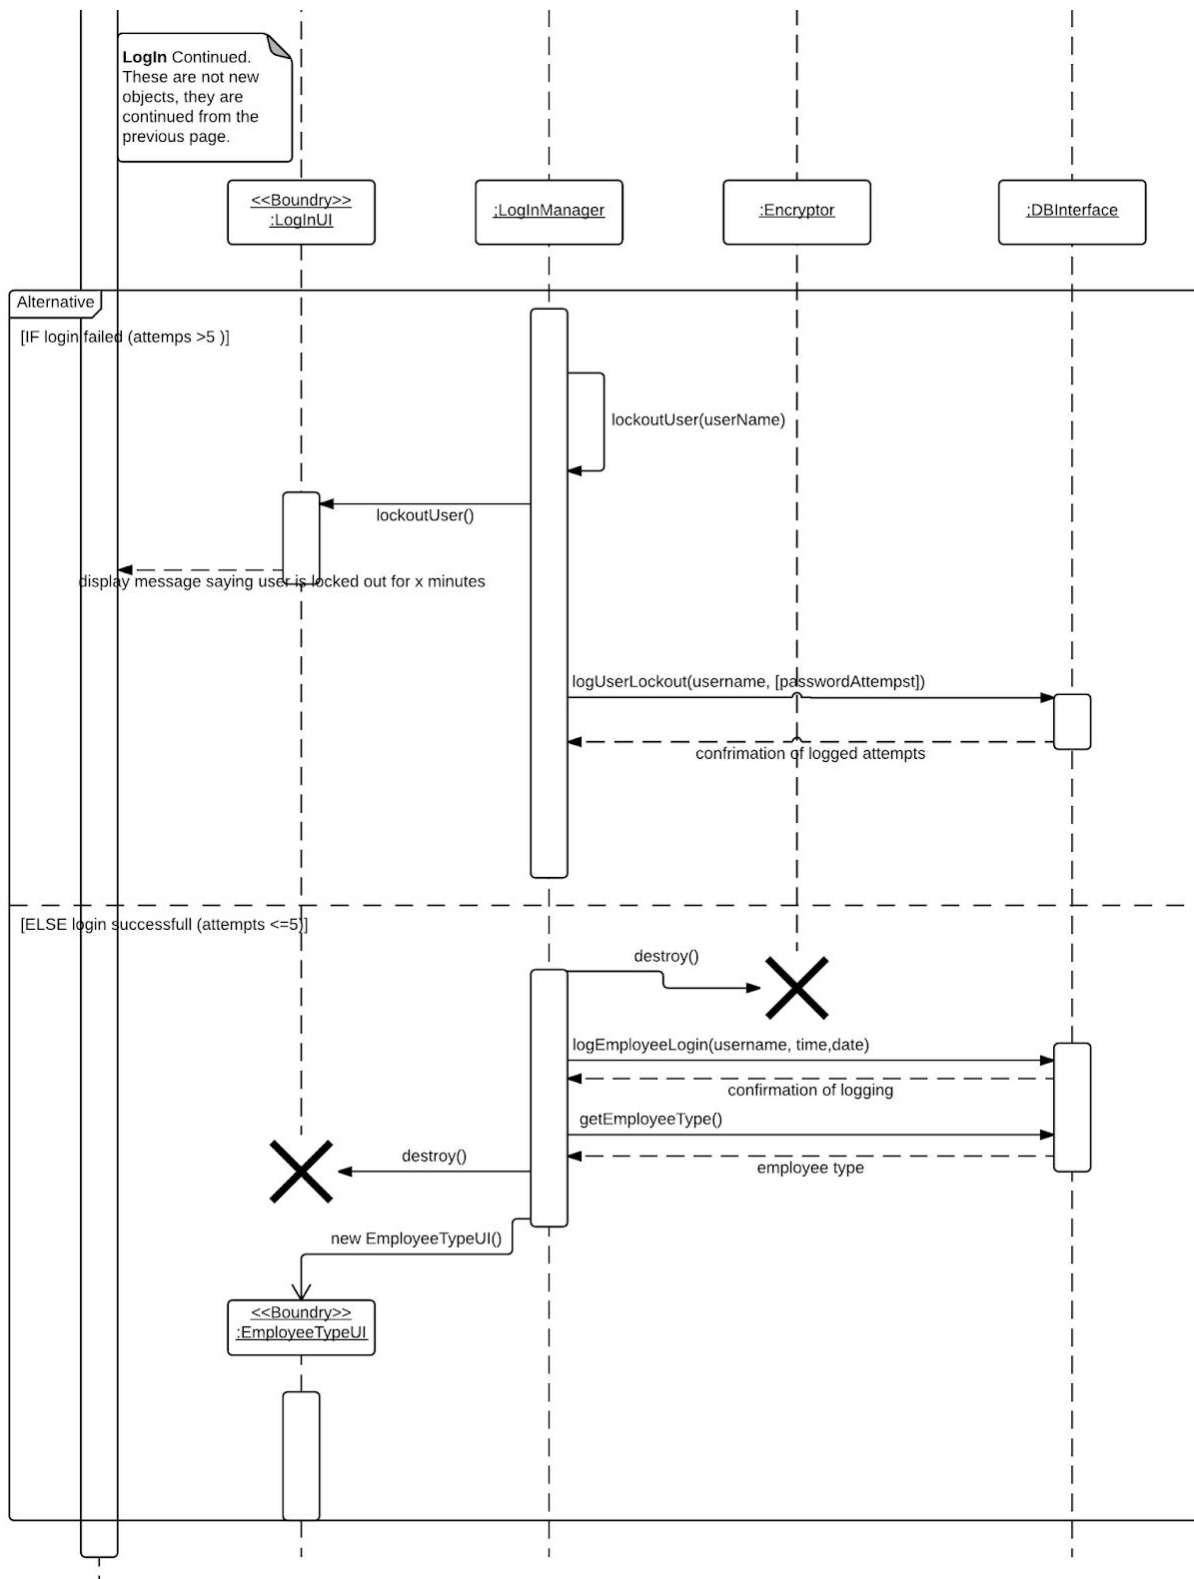 LogIn Continued.
These are not new
objects, they are
continued from the
previous page.
<<Boundry>>
:LogInUI
:LogInManager
:Encryptor
:DBInterface
Alternative
[IF login failed (attemps >5 )]
lockoutUser(userName)
lockoutUser()
display message saying user is locked out for x minutes
logUserLockout(username, [passwordAttempst])
confrimation of logged attempts
[ELSE login successfull (attempts <=5)]
destroy()
logEmployeeLogin(username, time,date)
confirmation of logging
getEmployeeType()
destroy()
employee type
new EmployeeTypeUI()
<<Boundry>>
:EmployeeTypeUI